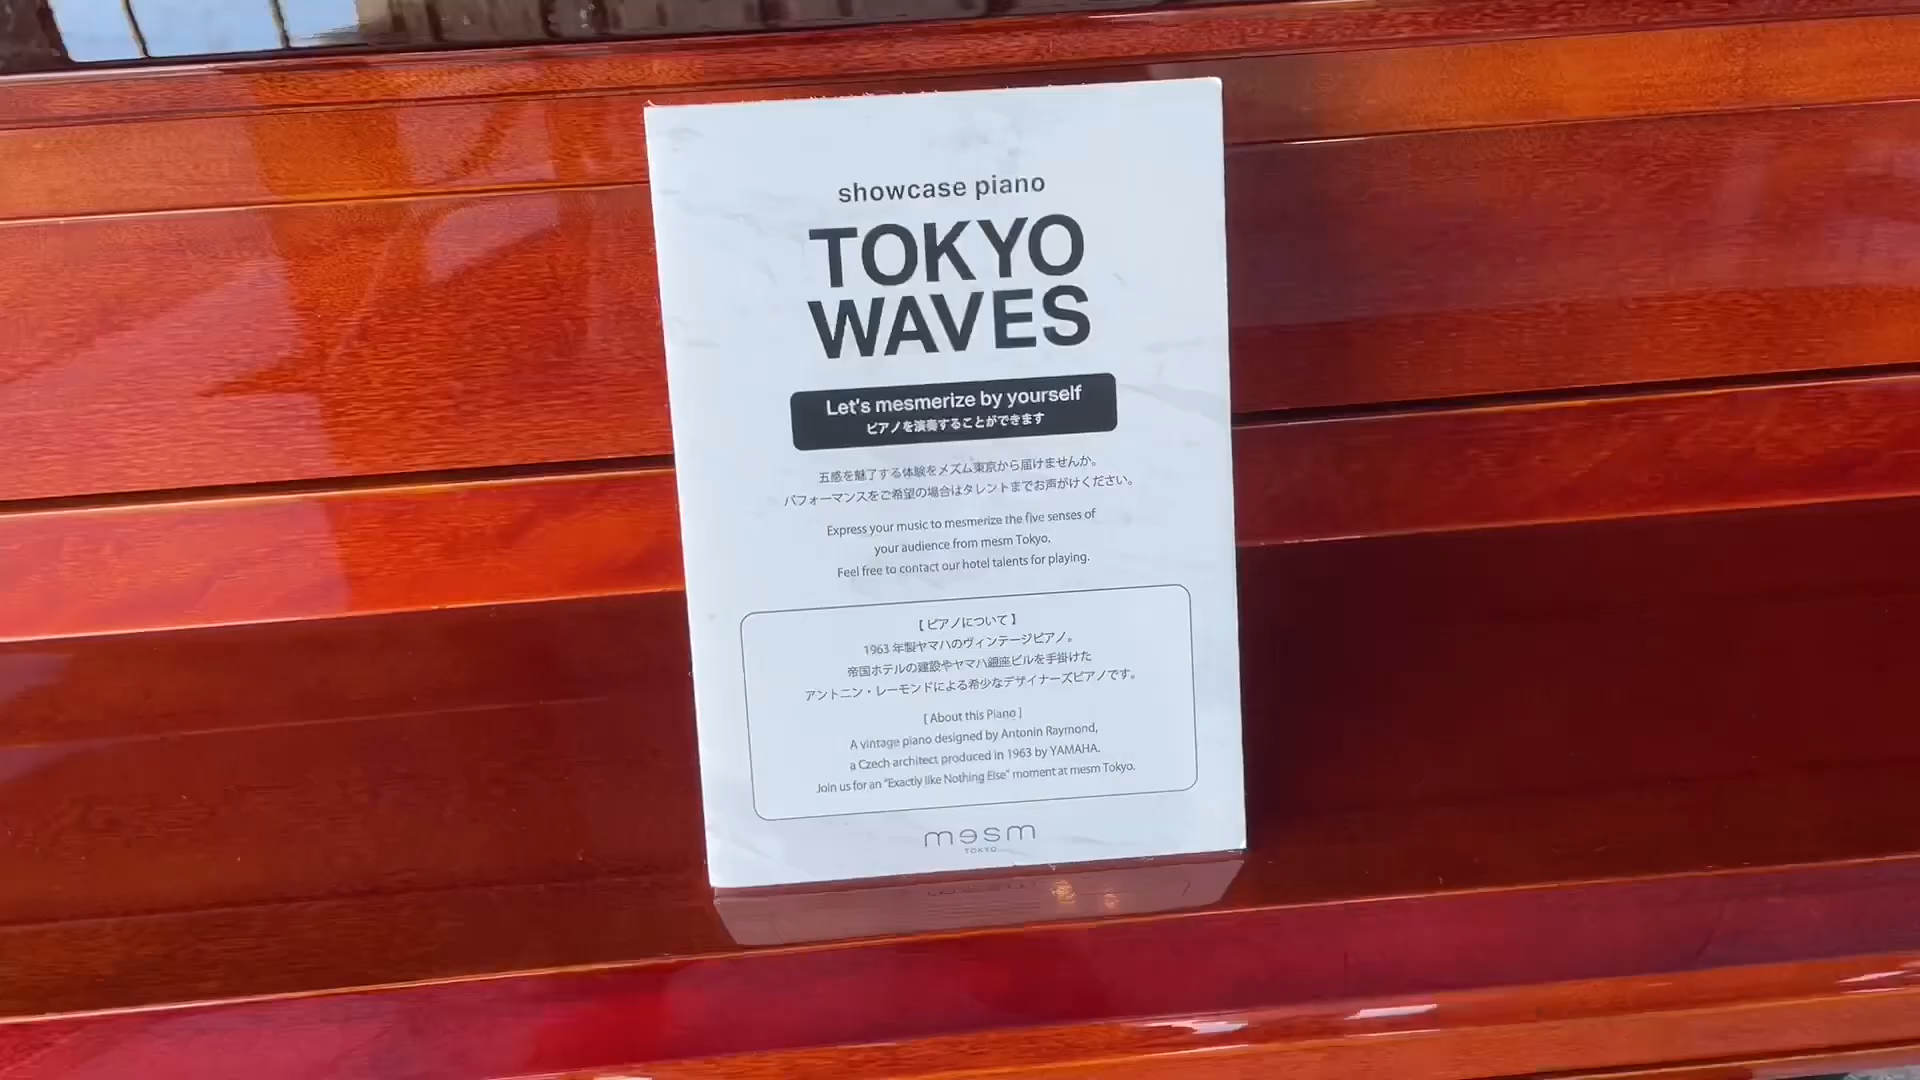 showcase piano
TOKYO
WAVES
Let's mesmerize by yourself
ピアノを演奏することができます
五感を魅了する体験をメズム東京から届けませんか。
パフォーマンスをご希望の場合はタレントまでお声がけください。
Express your music to mesmerize the five senses of
your audience from mesm Tokyo.
Feel free to contact our hotel talents for playing.
【 ピアノについて 】
1963 年製ヤマハのヴィンテージピアノ。
帝国ホテルの建設やヤマハ銀座ビルを手掛けた
アントニン・レーモンドによる希少なデザイナーズピアノです。
[ About this Piano ]
A vintage piano designed by Antonin Raymond,
a Czech architect produced in 1963 by YAMAHA.
Join us for an “Exactly like Nothing Else” moment at mesm Tokyo.
mesm
TOKYO